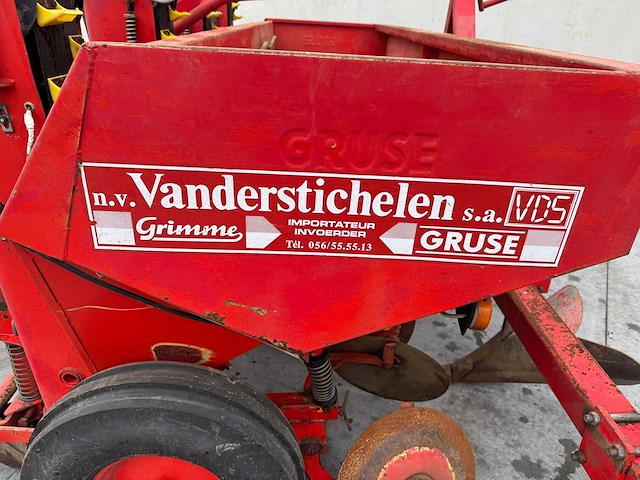 GRUSE
n.v. Vanderstichelen s.a. VDS
Grimme IMPORTATEUR GRUSE
INVOERDER
Tél. 056/55.55.13